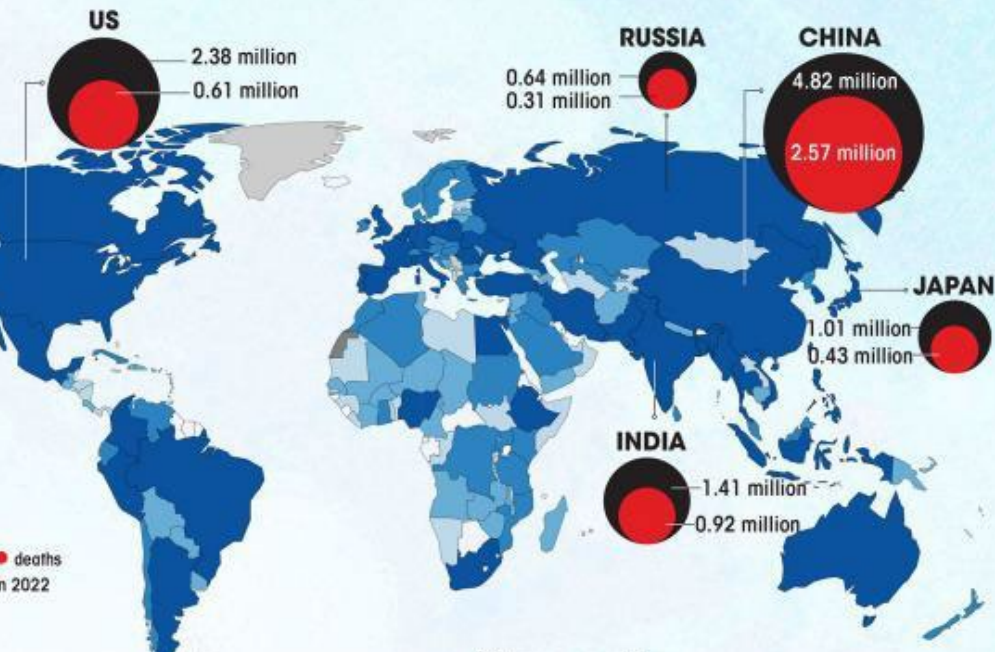 US
2.38 million
0.61 million
RUSSIA
0.64 million
0.31 million
CHINA
4.82 million
2.57 million
JAPAN
1.01 million
0.43 million
INDIA
1.41 million
0.92 million
deaths
n 2022